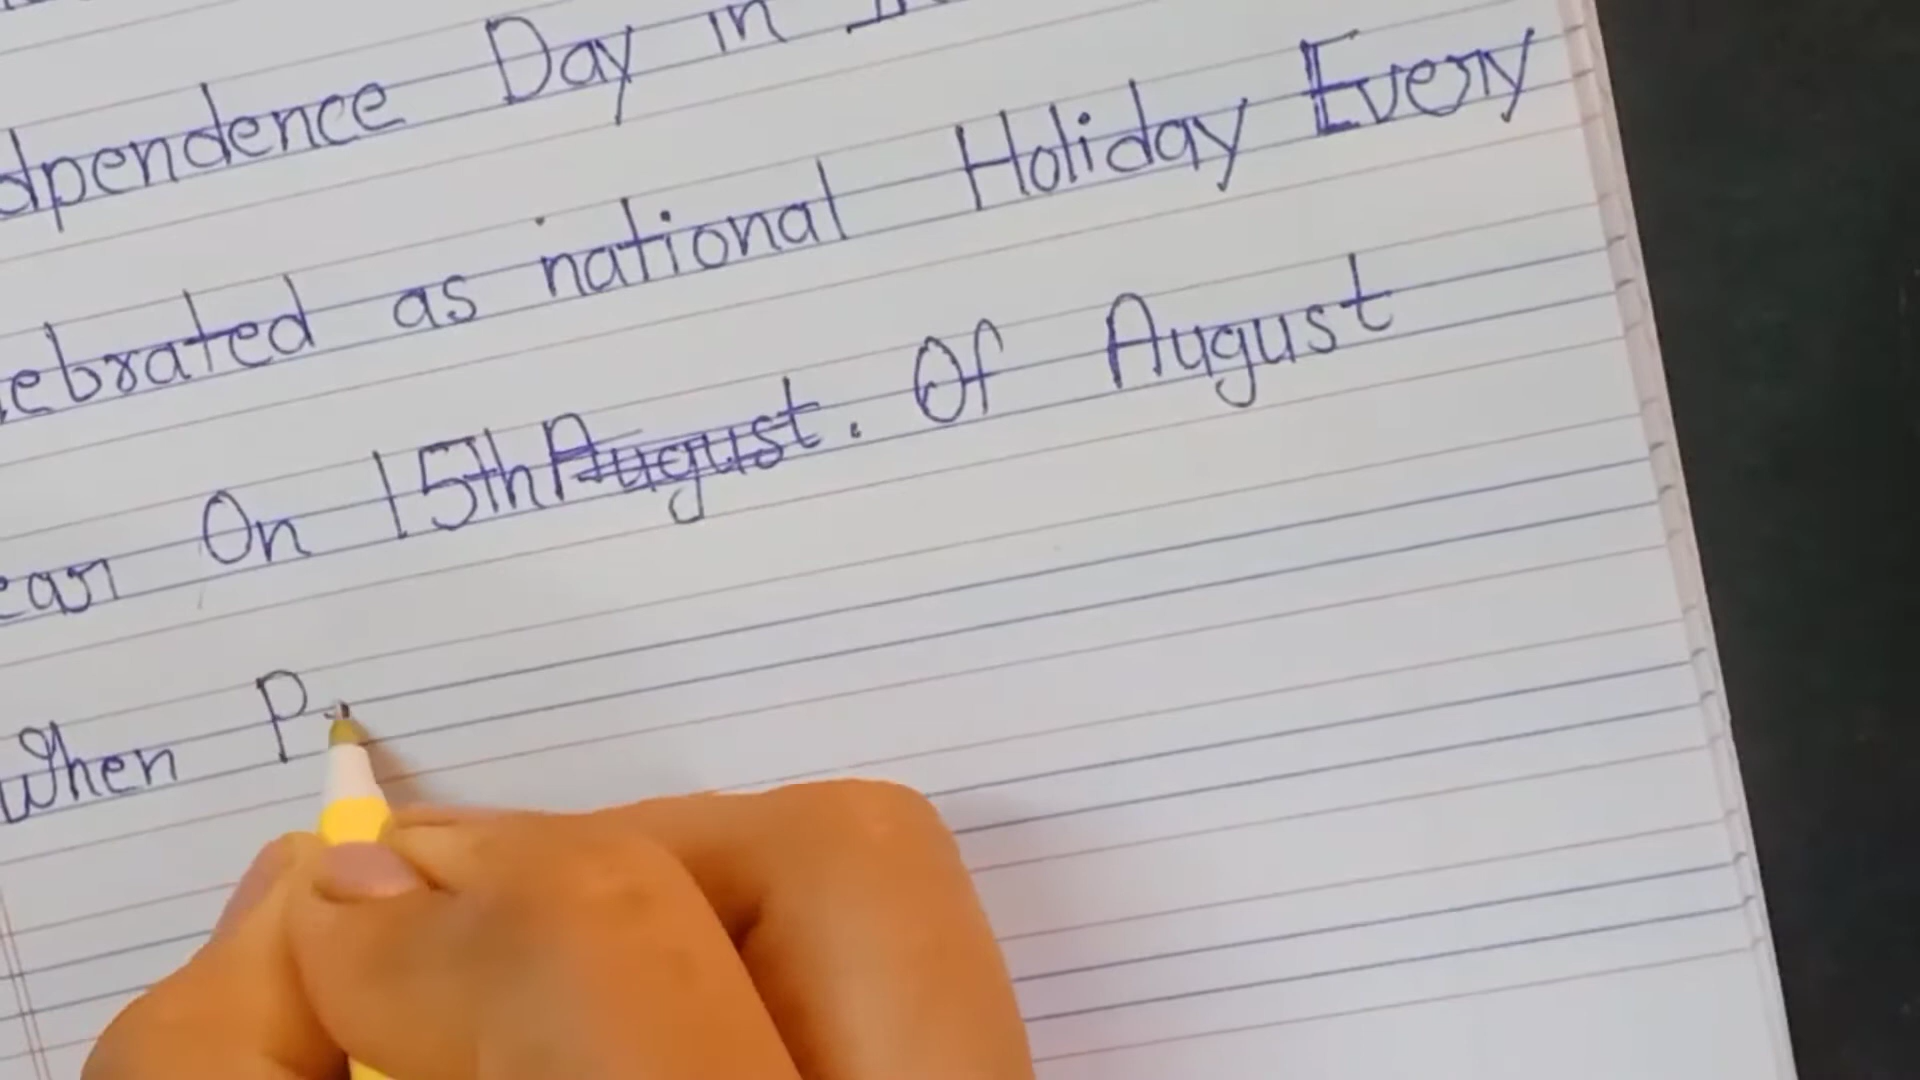 dpendence Day in
ebrated as national Holiday Every
ear On 15th August. Of August
When P